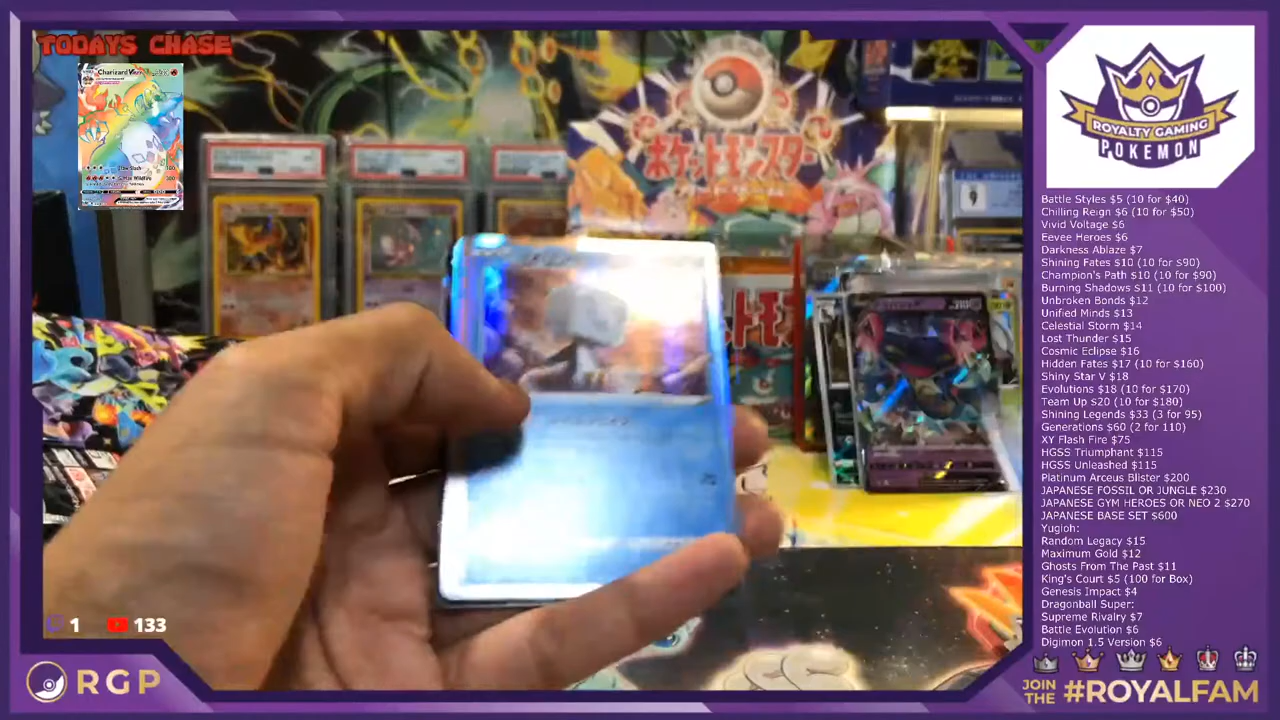 TODAYS CHASE
Charizard
G-Max Wildfire
ポケットモンスター
ROYALTY GAMING
POKEMON
Battle Styles $5 (10 for $40)
Chilling Reign $6 (10 for $50)
Vivid Voltage $6
Eevee Heroes $6
Darkness Ablaze $7
Shining Fates $10 (10 for $90)
Champion's Path $10 (10 for $90)
Burning Shadows $11 (10 for $100)
Unbroken Bonds $12
Unified Minds $13
Celestial Storm $14
Lost Thunder $15
Cosmic Eclipse $16
Hidden Fates $17 (10 for $160)
Shiny Star V $18
Evolutions $18 (10 for $170)
Team Up $20 (10 for $180)
Shining Legends $33 (3 for 95)
Generations $60 (2 for 110)
XY Flash Fire $75
HGSS Triumphant $115
HGSS Unleashed $115
Platinum Arceus Blister $200
JAPANESE FOSSIL OR JUNGLE $230
JAPANESE GYM HEROES OR NEO 2 $270
JAPANESE BASE SET $600
Yugioh:
Random Legacy $15
Maximum Gold $12
Ghosts From The Past $11
King's Court $5 (100 for Box)
Genesis Impact $4
Dragonball Super:
Supreme Rivalry $7
Battle Evolution $6
Digimon 1.5 Version $6
1 133
RGP
JOIN THE #ROYALFAM